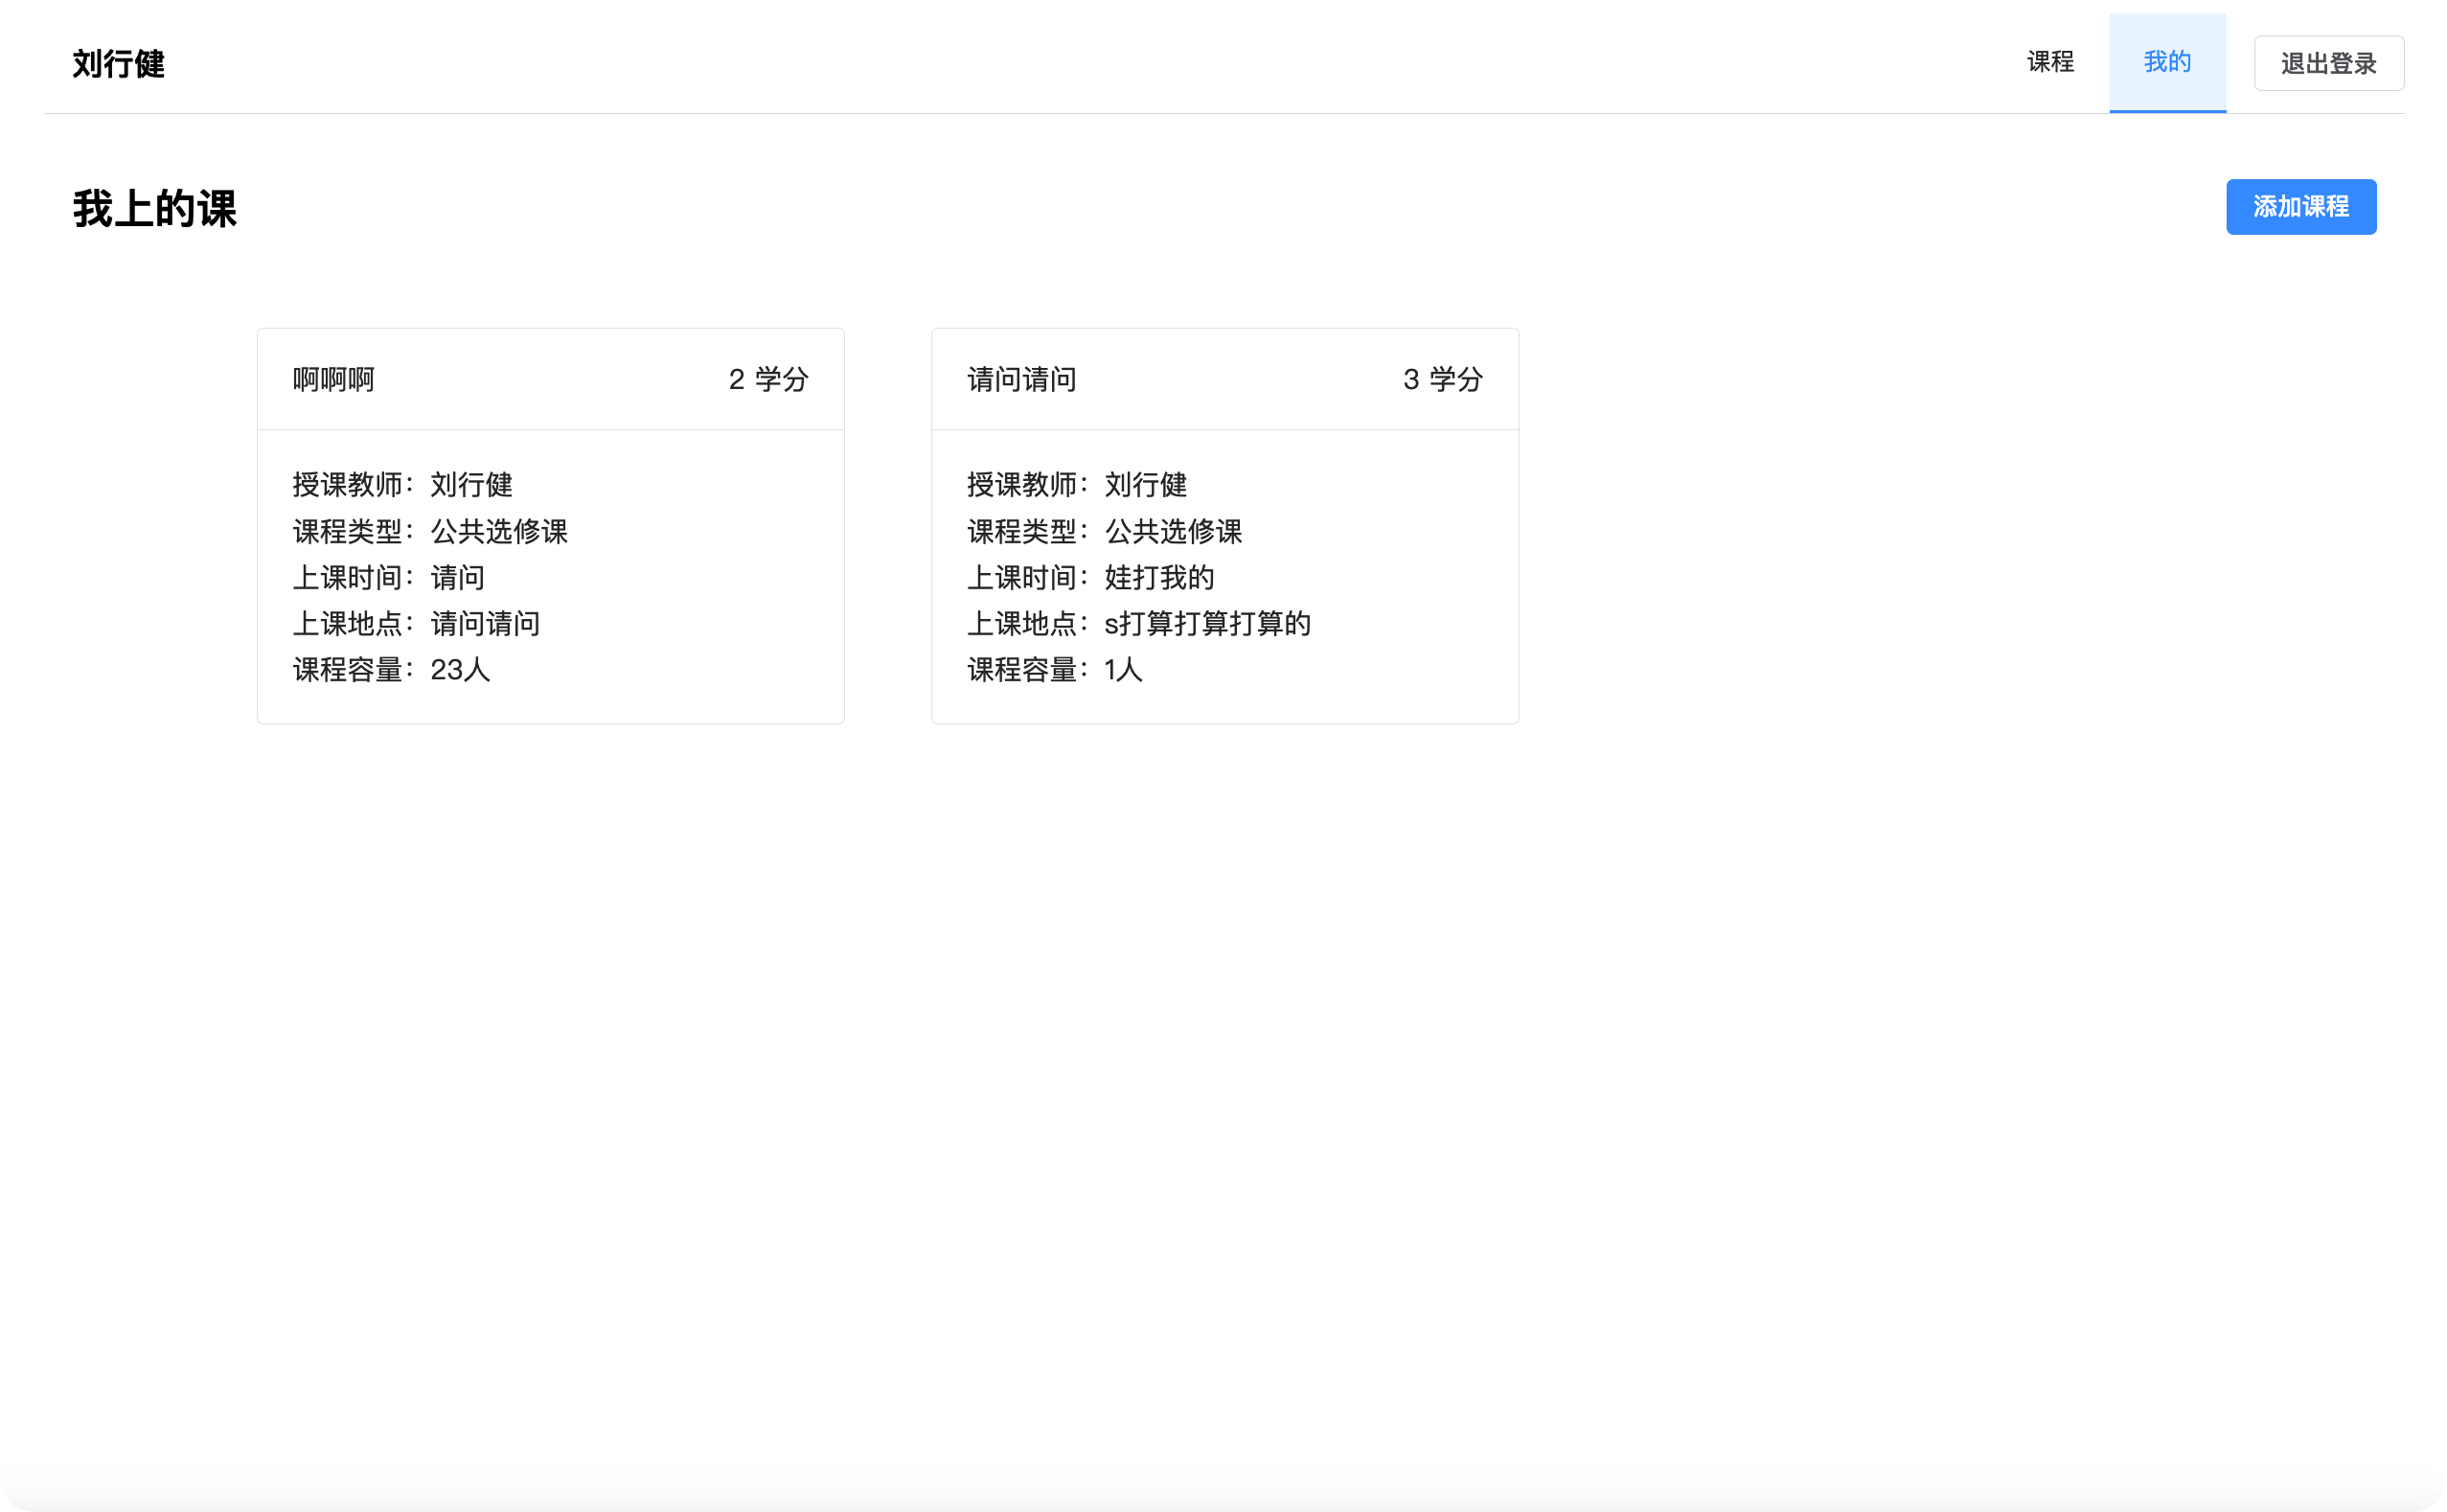 刘行健
课程
我的
退出登录
我上的课
添加课程
啊啊啊
2 学分
授课教师：刘行健
课程类型：公共选修课
上课时间：请问
上课地点：请问请问
课程容量：23人
请问请问
3 学分
授课教师：刘行健
课程类型：公共选修课
上课时间：娃打我的
上课地点：s打算打算打算的
课程容量：1人